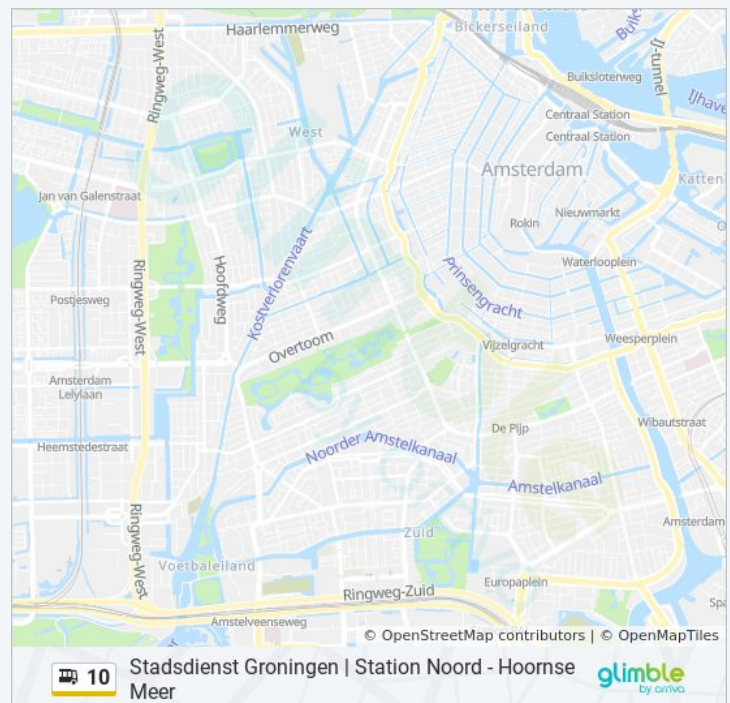 Haarlemmerweg
Bickerseiland
Buiks
IJ-tunnel
Ringweg-West
Buiksloterweg
IJhave
Centraal Station
Centraal Station
West
Amsterdam
Katten
Jan van Galenstraat
Nieuwmarkt
Rokin
Hoofdweg
Kostverlorenvaart
Waterlooplein
Prinsengracht
Ringweg-West
Postjesweg
Overtoom
Vijzelgracht
Weesperplein
Amsterdam
Lelylaan
Wibautstraat
De Pijp
Heemstedestraat
Noorder Amstelkanaal
Amstelkanaal
Ringweg-West
Amsterdam
Zuid
Voetbaleiland
Europaplein
Ringweg-Zuid
Spa
Amstelveenseweg
© OpenStreetMap contributors | © OpenMapTiles
10
Stadsdienst Groningen | Station Noord - Hoornse
Meer
glimble
by arriva